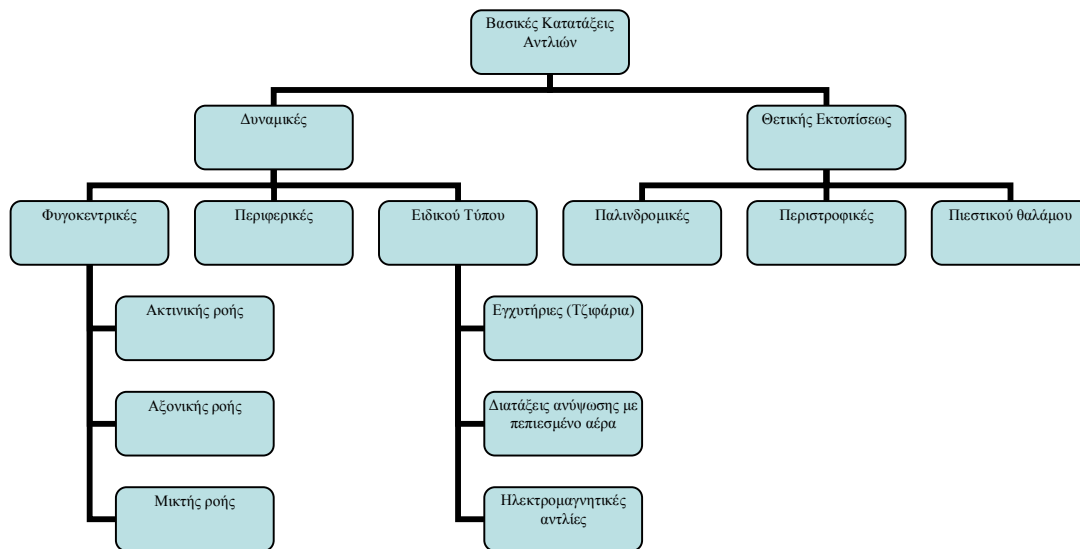 Βασικές Κατατάξεις
Αντλιών
Δυναμικές
Θετικής Εκτοπίσεως
Φυγοκεντρικές
Περιφερικές
Ειδικού Τύπου
Παλινδρομικές
Περιστροφικές
Πιεστικού θαλάμου
Ακτινικής ροής
Εγχυτήριες (Τζιφάρια)
Αξονικής ροής
Διατάξεις ανύψωσης με
πεπιεσμένο αέρα
Μικτής ροής
Ηλεκτρομαγνητικές
αντλίες